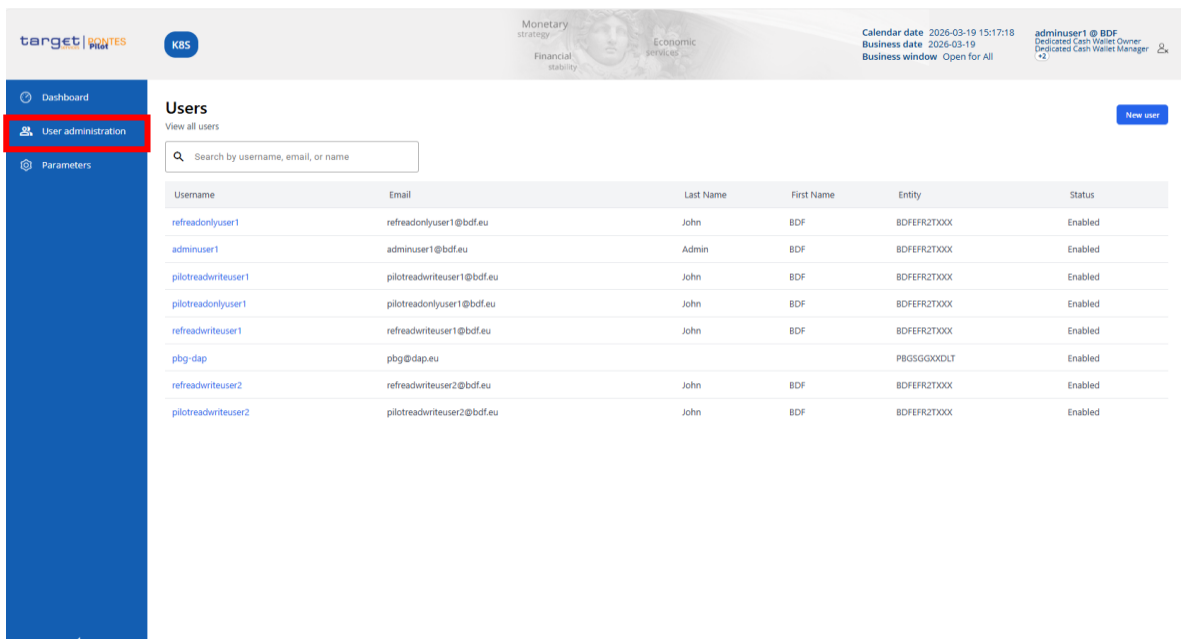 target | PONTES
Pilot
K8S
Monetary
strategy
Economic
services
Financial
stability
Calendar date 2026-03-19 15:17:18
Business date 2026-03-19
Business window Open for All
adminuser1 @ BDF
Dedicated Cash Wallet Owner
Dedicated Cash Wallet Manager
+2
Dashboard
User administration
Parameters
Users
View all users
New user
Search by username, email, or name
Username Email Last Name First Name Entity Status
refreadonlyuser1 refreadonlyuser1@bdf.eu John BDF BDFEFR2TXXX Enabled
adminuser1 adminuser1@bdf.eu Admin BDF BDFEFR2TXXX Enabled
pilotreadwriteuser1 pilotreadwriteuser1@bdf.eu John BDF BDFEFR2TXXX Enabled
pilotreadonlyuser1 pilotreadonlyuser1@bdf.eu John BDF BDFEFR2TXXX Enabled
refreadwriteuser1 refreadwriteuser1@bdf.eu John BDF BDFEFR2TXXX Enabled
pbg-dap pbg@dap.eu PBGSGGXXDLT Enabled
refreadwriteuser2 refreadwriteuser2@bdf.eu John BDF BDFEFR2TXXX Enabled
pilotreadwriteuser2 pilotreadwriteuser2@bdf.eu John BDF BDFEFR2TXXX Enabled